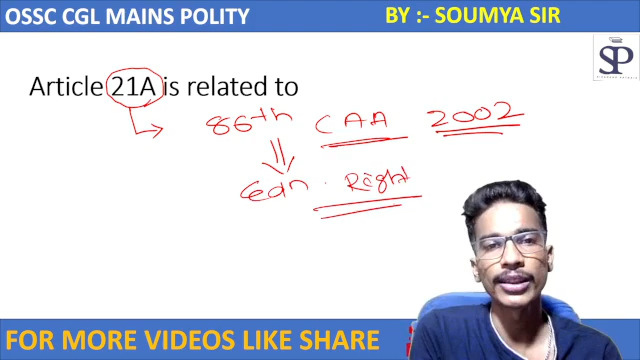 OSSC CGL MAINS POLITY
BY :- SOUMYA SIR
SP
Article 21A is related to
86th CAA 2002
Edn. Right
FOR MORE VIDEOS LIKE SHARE